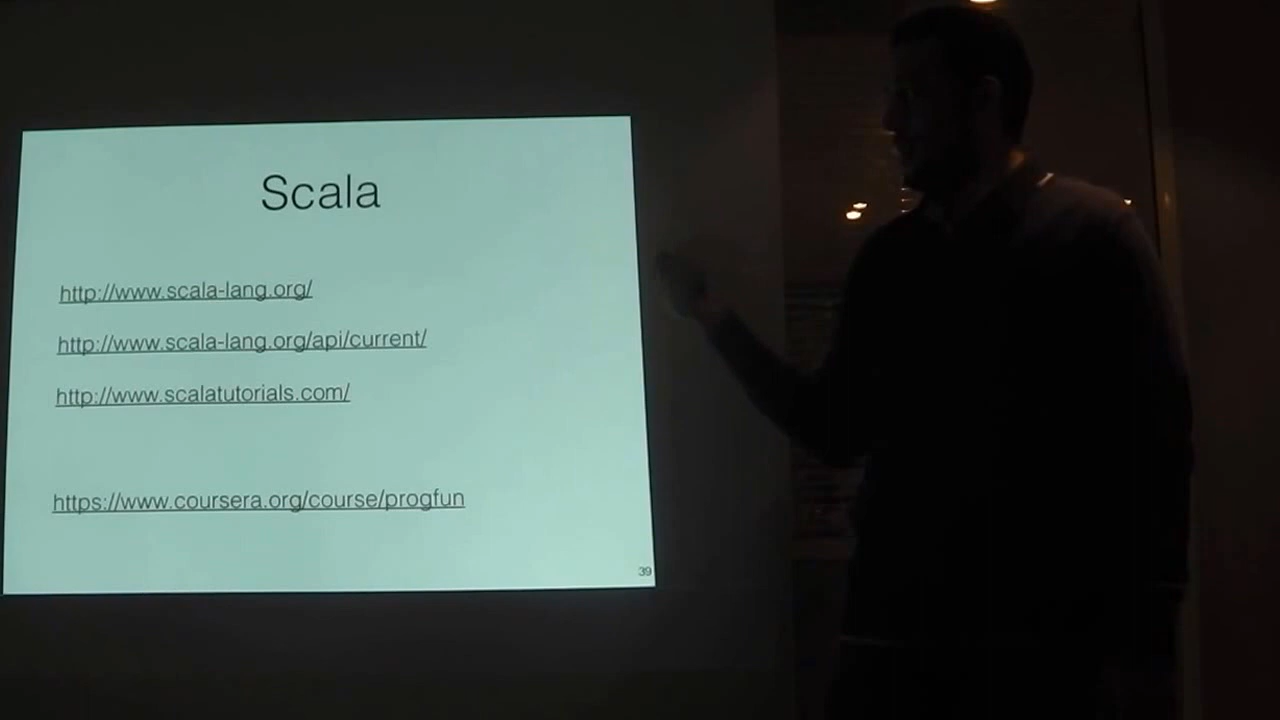 Scala
http://www.scala-lang.org/
http://www.scala-lang.org/api/current/
http://www.scalatutorials.com/
https://www.coursera.org/course/progfun
39